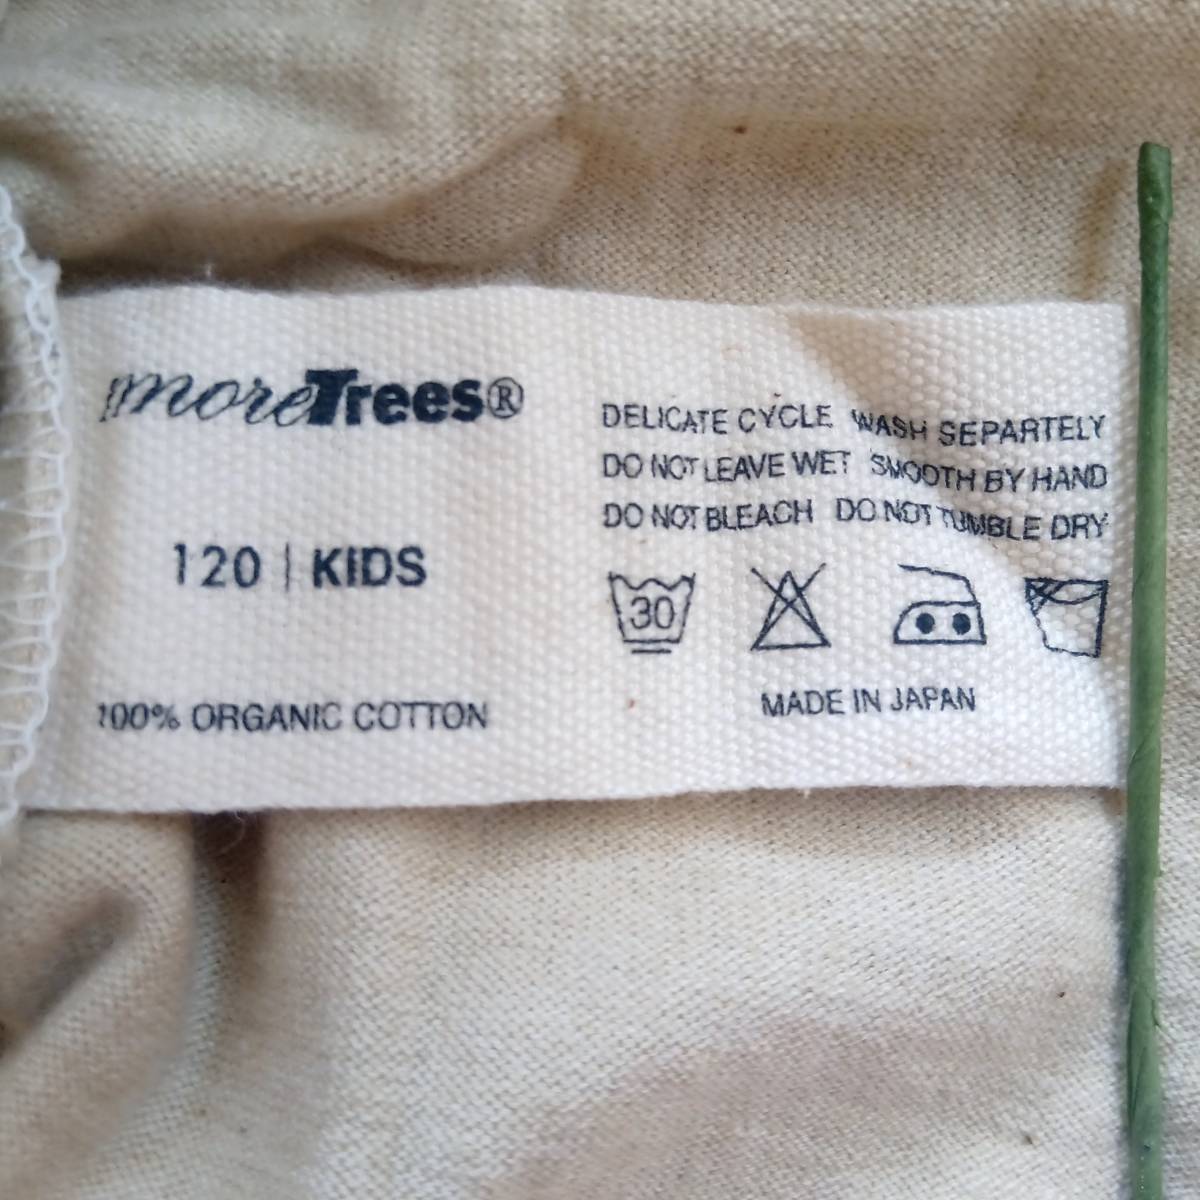 moreTrees®
120 | KIDS
100% ORGANIC COTTON
DELICATE CYCLE WASH SEPARTELY
DO NOT LEAVE WET SMOOTH BY HAND
DO NOT BLEACH DO NOT TUMBLE DRY
30
MADE IN JAPAN